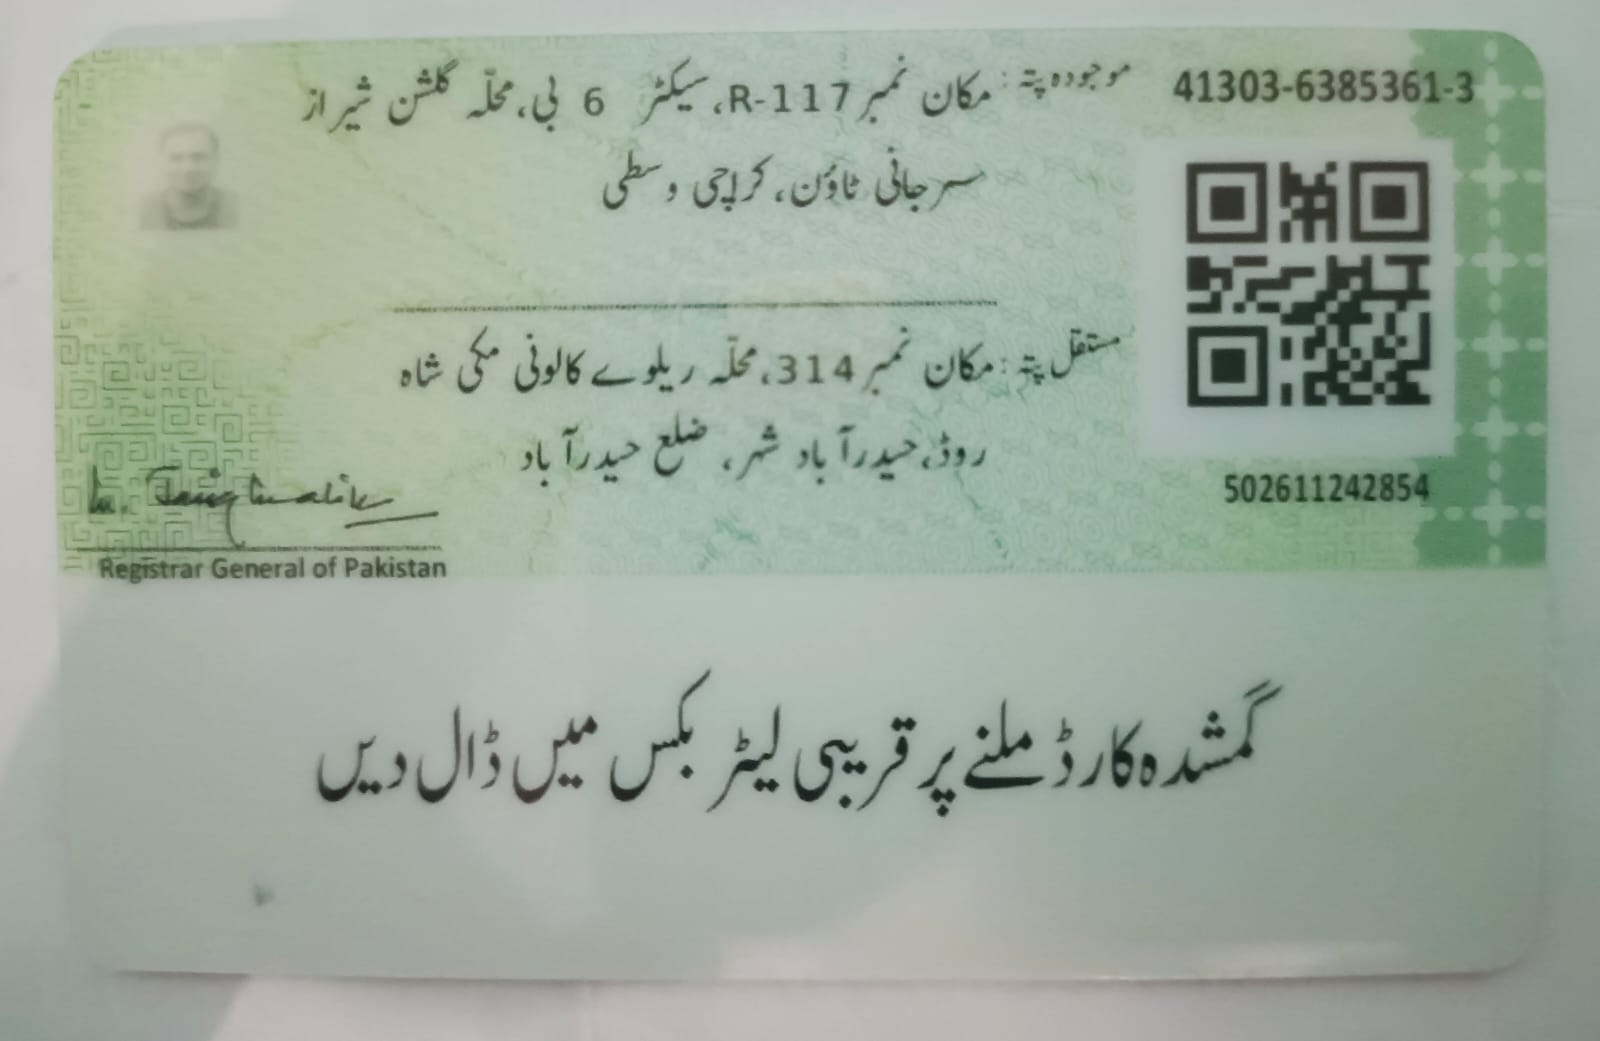 41303-6385361-3
موجودہ پتہ: مکان نمبر R-117، سیکٹر 6 بی، محلّہ گلشن شیراز
سرجانی ٹاؤن، کراچی وسطی
مستقل پتہ: مکان نمبر 314، محلّہ ریلوے کالونی مکی شاہ
روڈ، حیدرآباد شہر، ضلع حیدرآباد
502611242854
Registrar General of Pakistan
گمشدہ کارڈ ملنے پر قریبی لیٹر بکس میں ڈال دیں